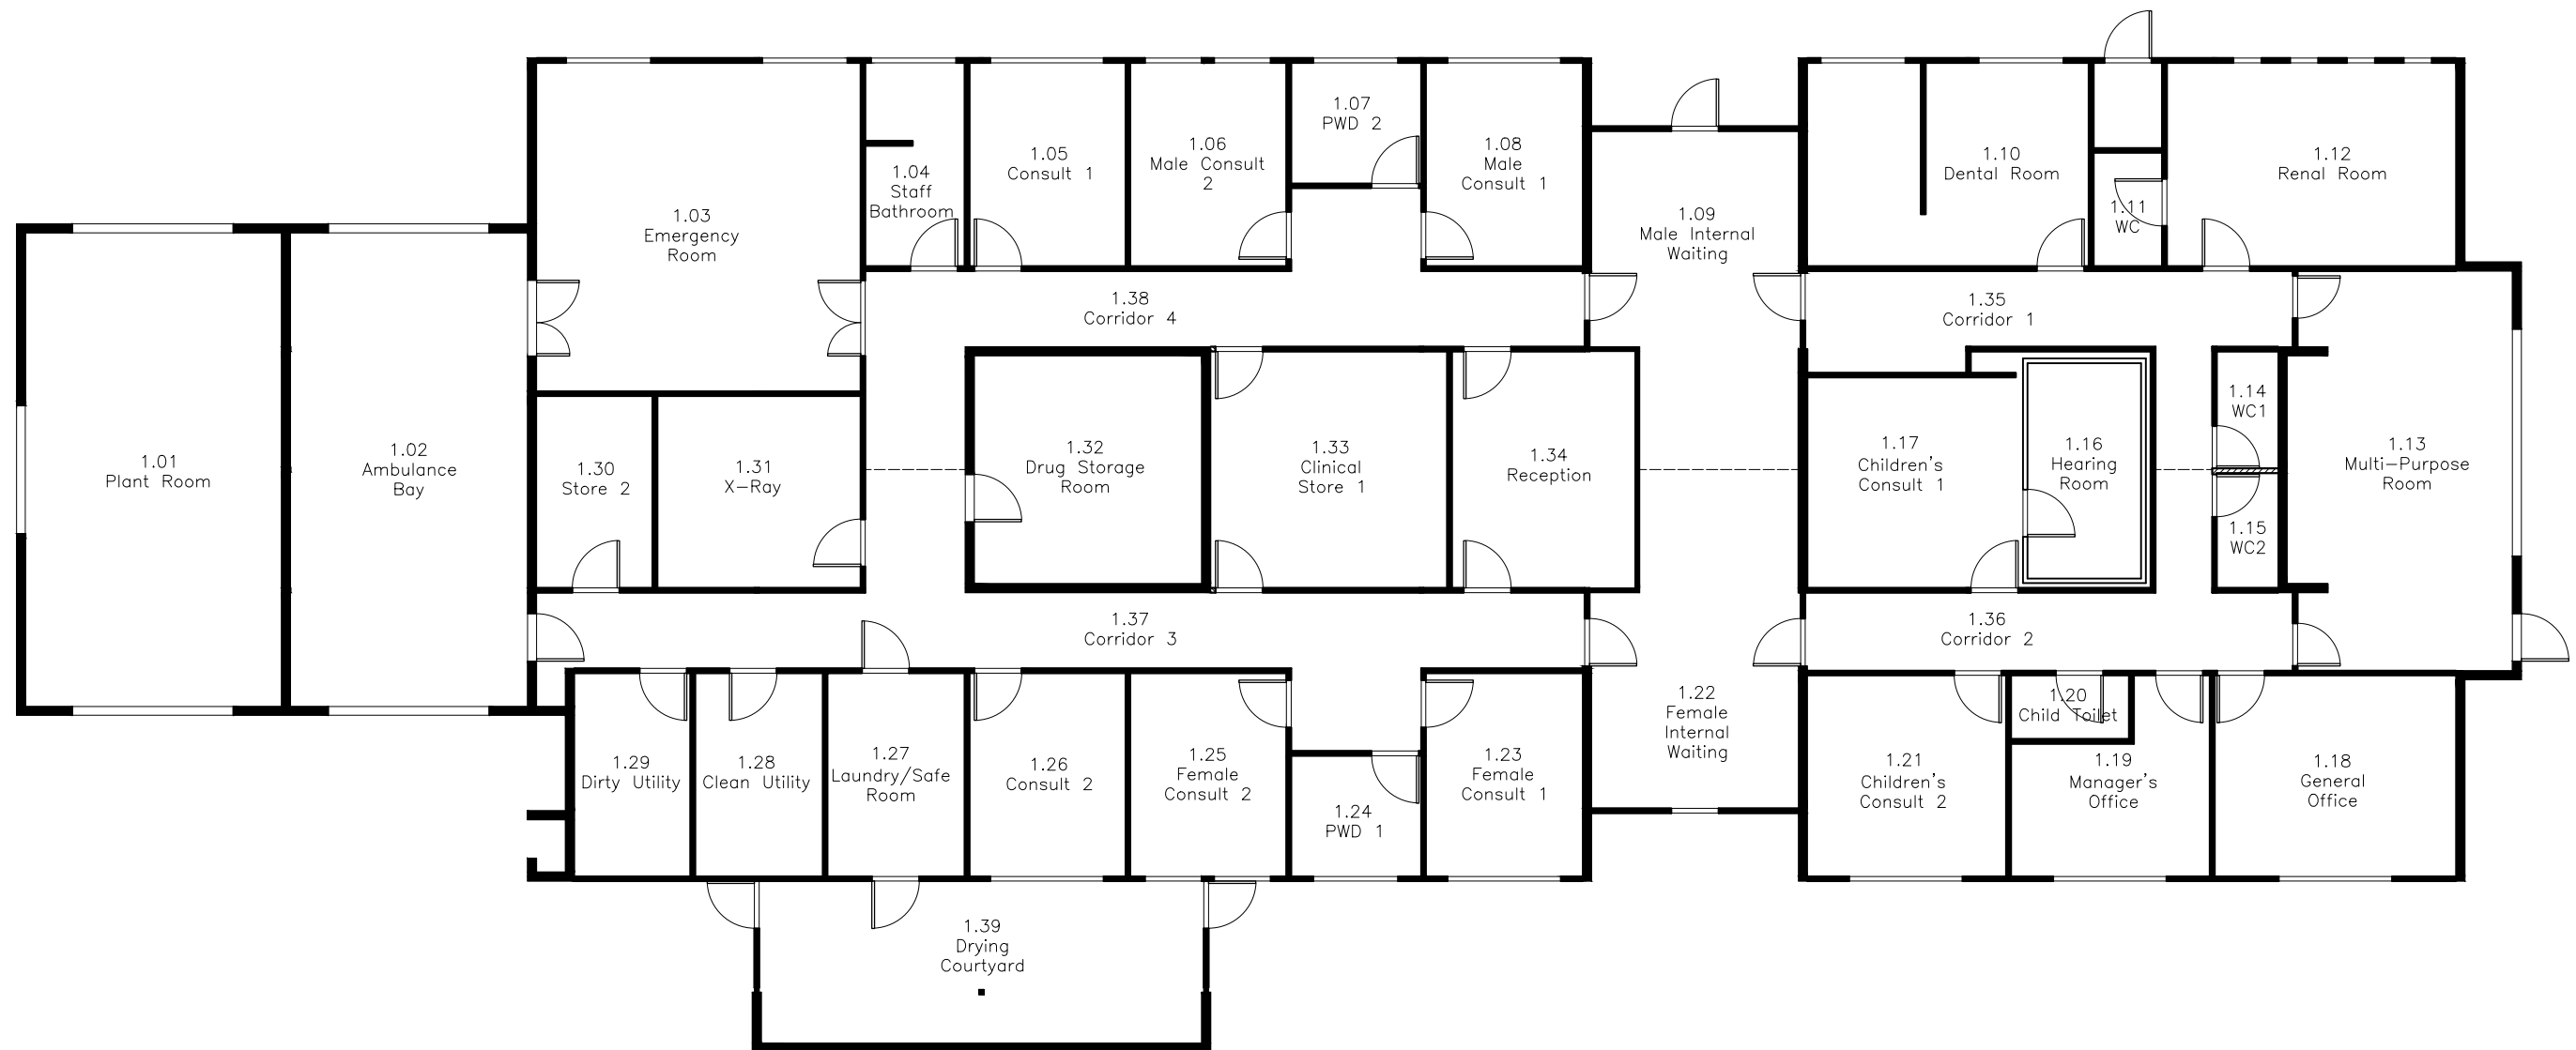 1.01
Plant Room
1.02
Ambulance
Bay
1.03
Emergency
Room
1.04
Staff
Bathroom
1.05
Consult 1
1.06
Male Consult
2
1.07
PWD 2
1.08
Male
Consult 1
1.09
Male Internal
Waiting
1.10
Dental Room
1.11
WC
1.12
Renal Room
1.38
Corridor 4
1.35
Corridor 1
1.30
Store 2
1.31
X-Ray
1.32
Drug Storage
Room
1.33
Clinical
Store 1
1.34
Reception
1.17
Children's
Consult 1
1.16
Hearing
Room
1.14
WC1
1.15
WC2
1.13
Multi-Purpose
Room
1.37
Corridor 3
1.36
Corridor 2
1.29
Dirty Utility
1.28
Clean Utility
1.27
Laundry/Safe
Room
1.26
Consult 2
1.25
Female
Consult 2
1.24
PWD 1
1.23
Female
Consult 1
1.22
Female
Internal
Waiting
1.21
Children's
Consult 2
1.20
Child Toilet
1.19
Manager's
Office
1.18
General
Office
1.39
Drying
Courtyard